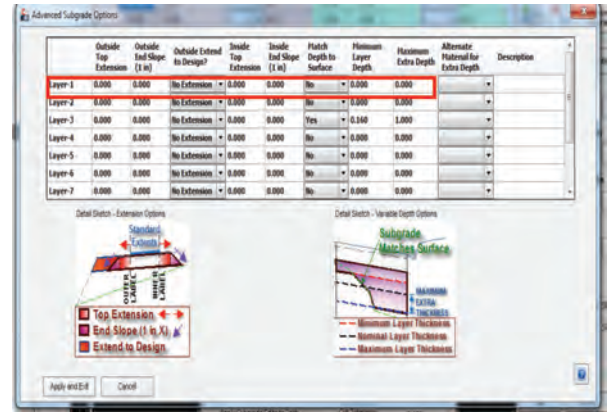 Advanced Subgrade Options
Outside Top Extension Outside End Slope (1 in) Outside Extend to Design? Inside Top Extension Inside End Slope (1 in) Match Depth to Surface Minimum Layer Depth Maximum Extra Depth Alternate Material for Extra Depth Description
Layer-1 0.000 0.000 No Extension 0.000 0.000 No 0.000 0.000
Layer-2 0.000 0.000 No Extension 0.000 0.000 No 0.000 0.000
Layer-3 0.000 0.000 No Extension 0.000 0.000 Yes 0.160 1.000
Layer-4 0.000 0.000 No Extension 0.000 0.000 No 0.000 0.000
Layer-5 0.000 0.000 No Extension 0.000 0.000 No 0.000 0.000
Layer-6 0.000 0.000 No Extension 0.000 0.000 No 0.000 0.000
Layer-7 0.000 0.000 No Extension 0.000 0.000 No 0.000 0.000
Detail Sketch - Extension Options
Standard
Extents
OUTER LABEL
INNER LABEL
Top Extension
End Slope (1 in X)
Extend to Design
Detail Sketch - Variable Depth Options
Subgrade
Matches Surface
MAXIMUM
EXTRA
THICKNESS
Minimum Layer Thickness
Nominal Layer Thickness
Maximum Layer Thickness
Apply and Exit Cancel